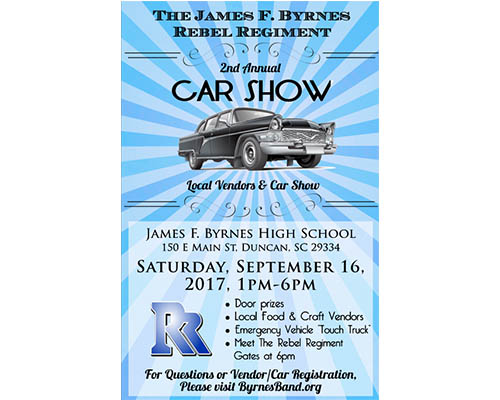 The James F. Byrnes
Rebel Regiment
2nd Annual
CAR SHOW
Local Vendors & Car Show
James F. Byrnes High School
150 E Main St. Duncan, SC 29334
Saturday, September 16,
2017, 1pm-6pm
RR
• Door prizes
• Local Food & Craft Vendors
• Emergency Vehicle "Touch Truck"
• Meet The Rebel Regiment
Gates at 6pm
For Questions or Vendor/Car Registration,
Please visit ByrnesBand.org